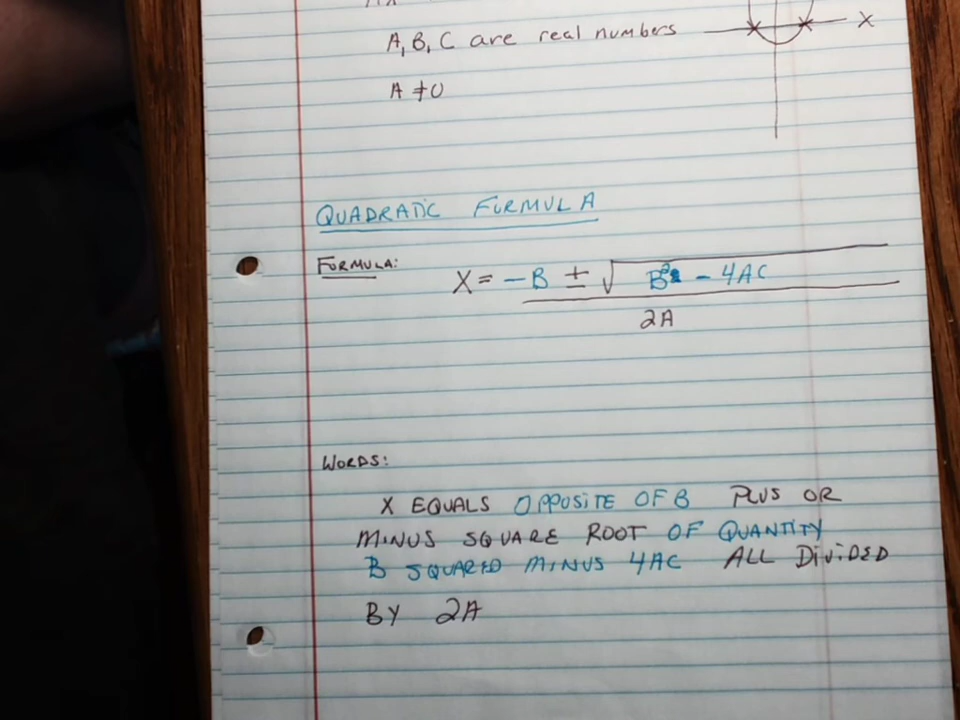 A, B, C are real numbers
X
A ≠ 0
QUADRATIC FORMULA
FORMULA:
X = -B ± √(B² - 4AC)
2A
WORDS:
X EQUALS OPPOSITE OF B PLUS OR
MINUS SQUARE ROOT OF QUANTITY
B SQUARED MINUS 4AC ALL DIVIDED
BY 2A